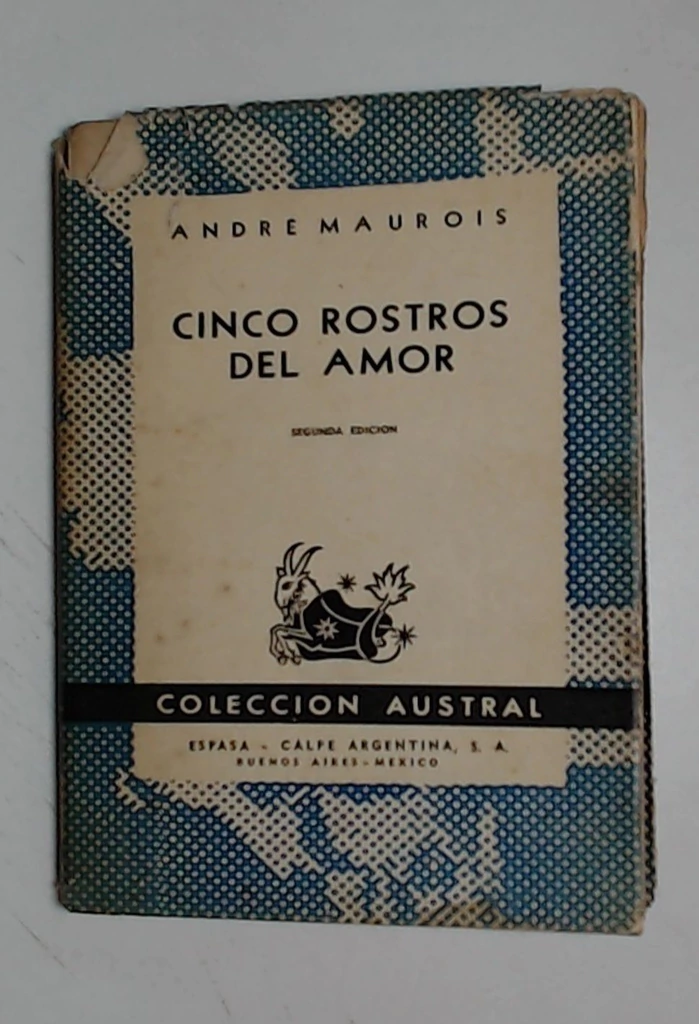 ANDRE MAUROIS
CINCO ROSTROS
DEL AMOR
SEGUNDA EDICION
COLECCION AUSTRAL
ESPASA - CALPE ARGENTINA, S. A.
BUENOS AIRES - MEXICO